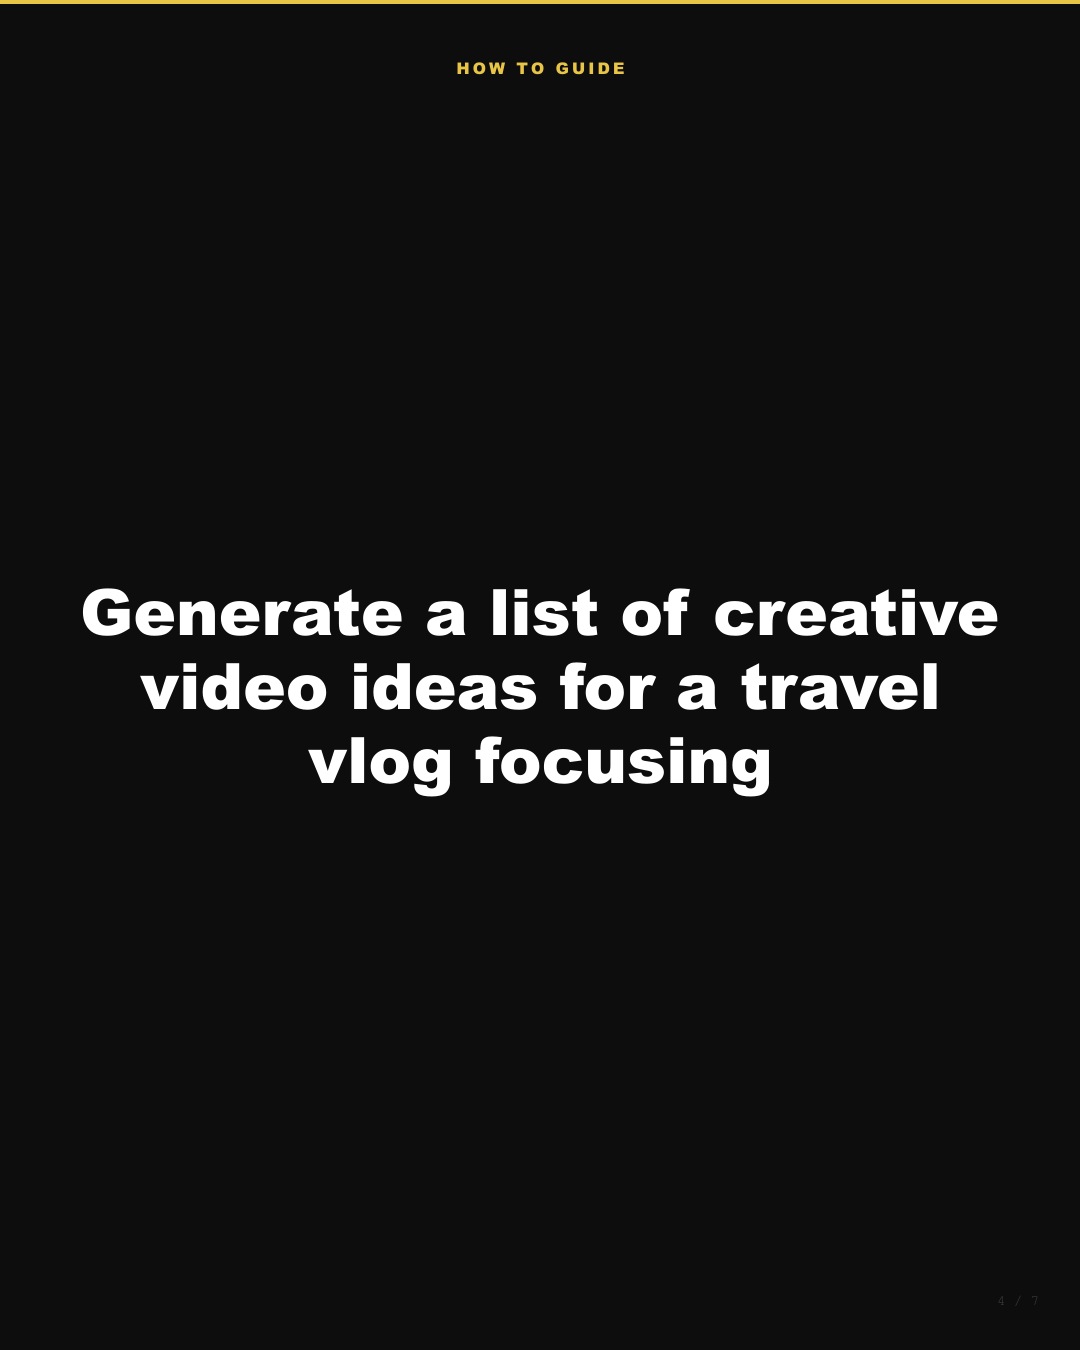 HOW TO GUIDE
Generate a list of creative
video ideas for a travel
vlog focusing
4 / 7